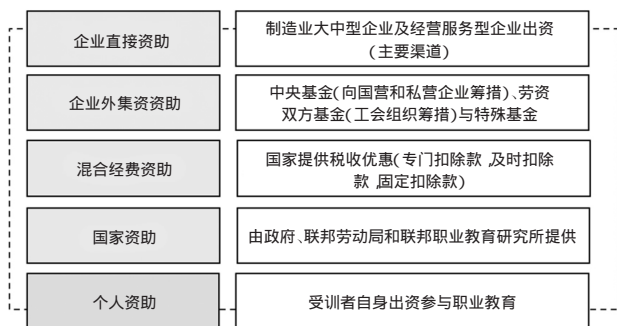 企业直接资助
制造业大中型企业及经营服务型企业出资
(主要渠道)
企业外集资资助
中央基金(向国营和私营企业筹措)、劳资
双方基金(工会组织筹措)与特殊基金
混合经费资助
国家提供税收优惠(专门扣除款 ,及时扣除
款 ,固定扣除款)
国家资助
由政府、联邦劳动局和联邦职业教育研究所提供
个人资助
受训者自身出资参与职业教育